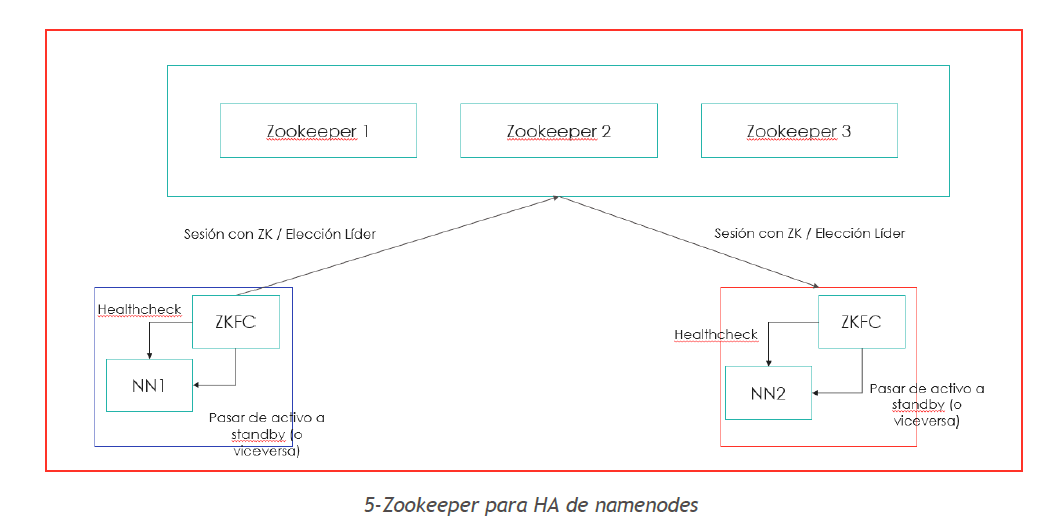 Zookeeper 1
Zookeeper 2
Zookeeper 3
Sesión con ZK / Elección Líder
Sesión con ZK / Elección Líder
Healthcheck
ZKFC
NN1
Pasar de activo a
standby (o
viceversa)
Healthcheck
ZKFC
NN2
Pasar de activo a
standby (o
viceversa)
5-Zookeeper para HA de namenodes